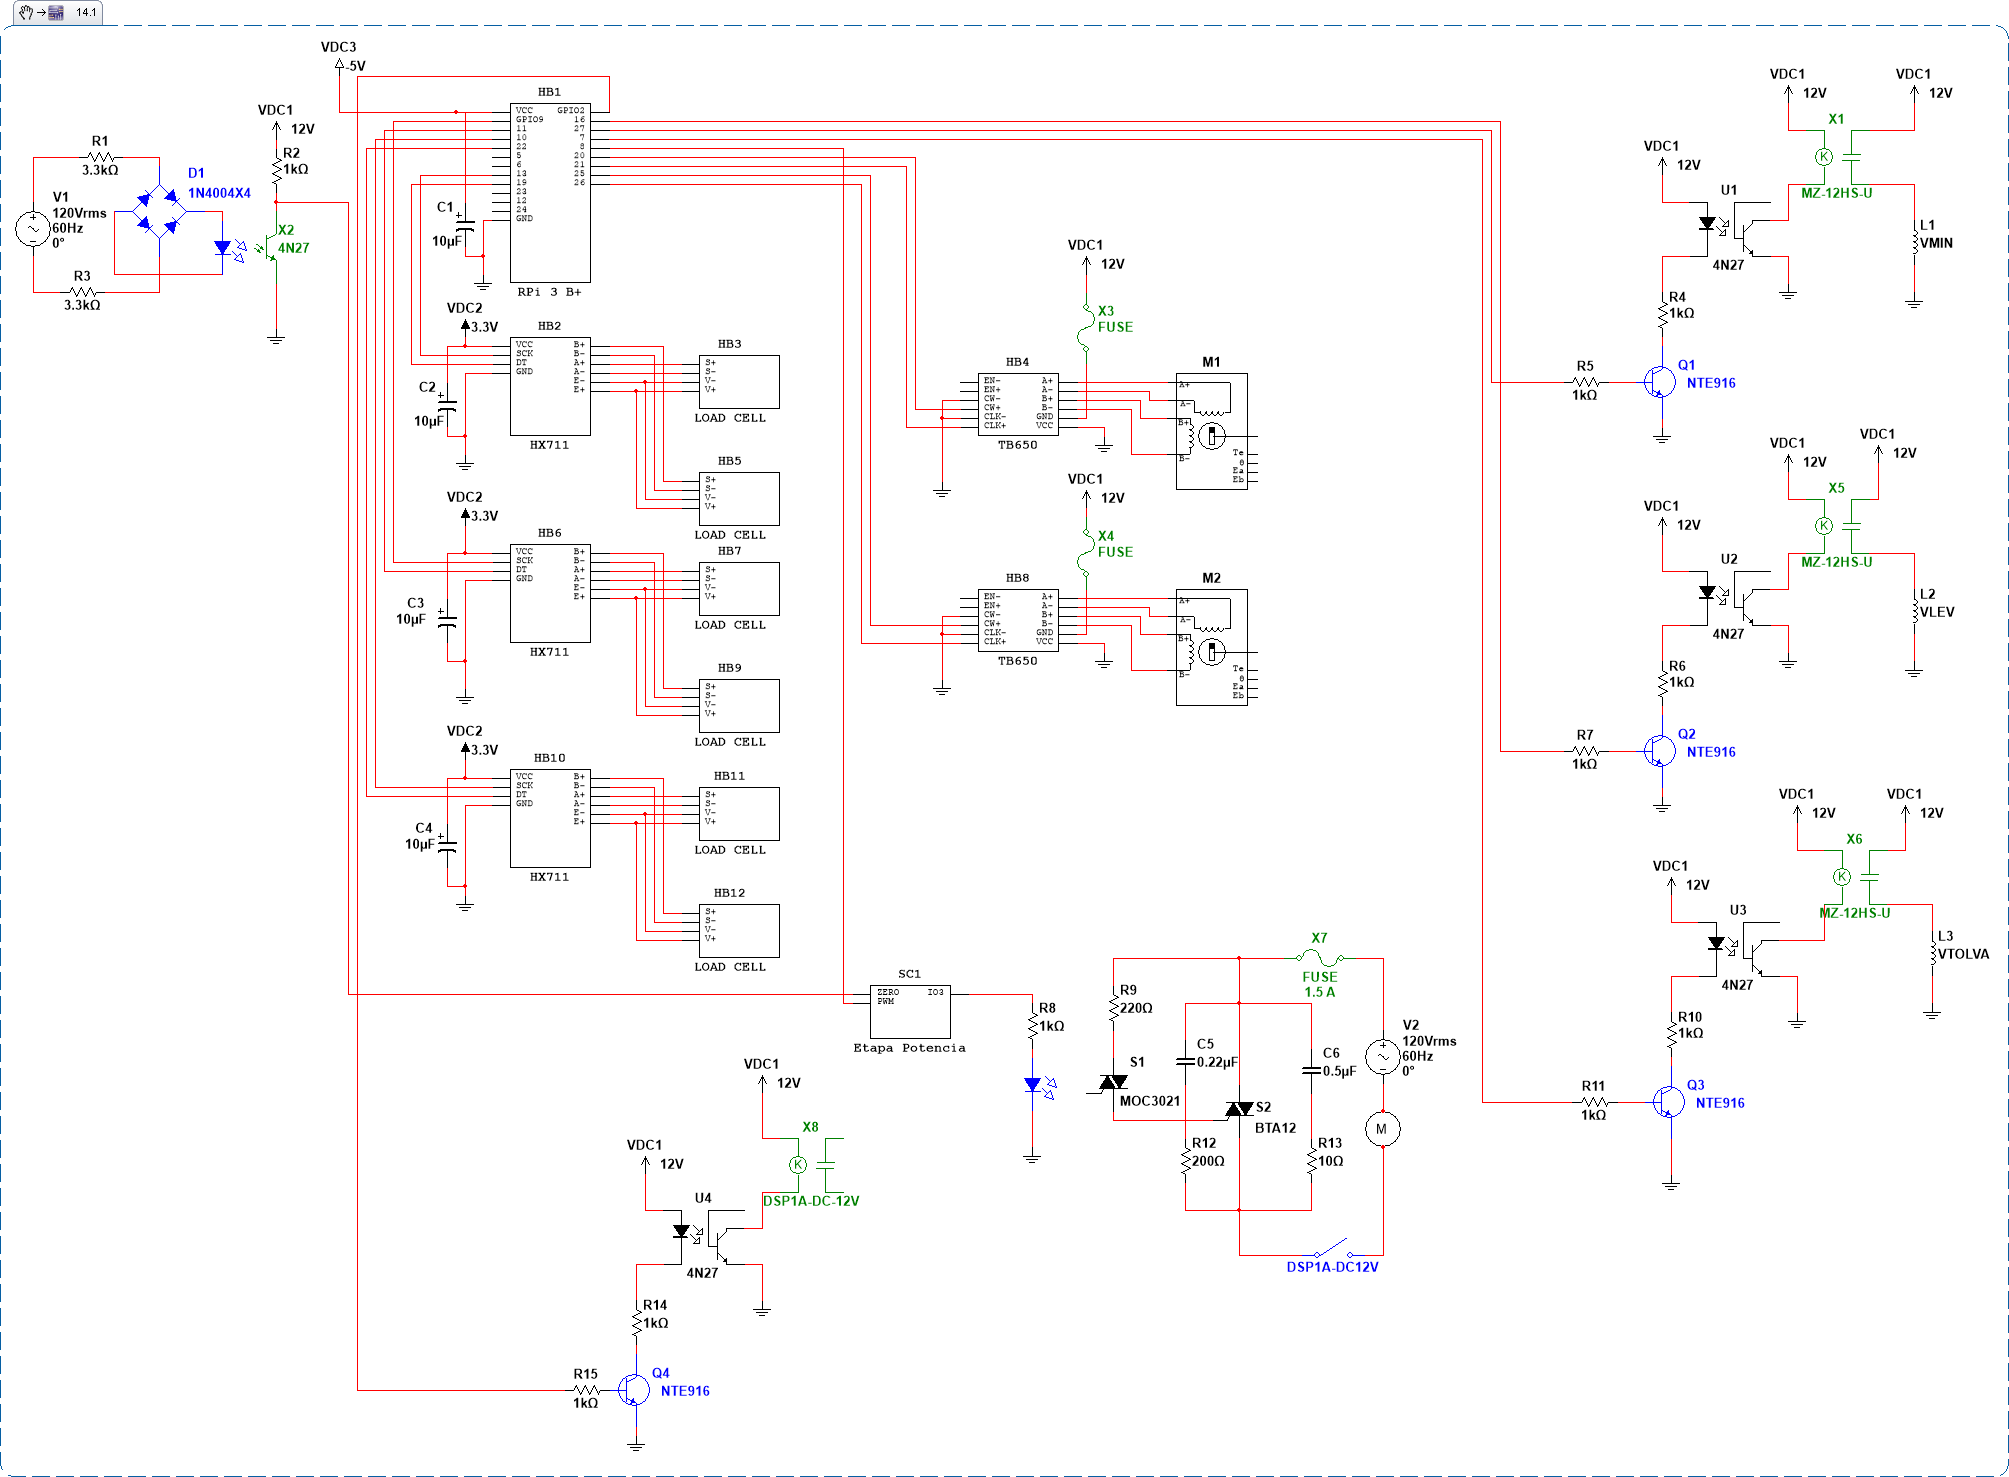 14.1
VDC3
-5V
HB1
VCC
GPIO9
11
10
22
5
6
13
19
23
12
24
GND
GPIO2
16
27
7
8
20
21
25
26
RPi 3 B+
VDC1
12V
R2
1kΩ
R1
3.3kΩ
D1
1N4004X4
V1
120Vrms
60Hz
0°
R3
3.3kΩ
X2
4N27
C1
+
10µF
VDC2
3.3V
HB2
VCC
SCK
DT
GND
B+
B-
A+
A-
E-
E+
HX711
C2
+
10µF
HB3
S+
S-
V-
V+
LOAD CELL
HB5
S+
S-
V-
V+
LOAD CELL
VDC2
3.3V
HB6
VCC
SCK
DT
GND
B+
B-
A+
A-
E-
E+
HX711
C3
+
10µF
HB7
S+
S-
V-
V+
LOAD CELL
HB9
S+
S-
V-
V+
LOAD CELL
VDC2
3.3V
HB10
VCC
SCK
DT
GND
B+
B-
A+
A-
E-
E+
HX711
C4
+
10µF
HB11
S+
S-
V-
V+
LOAD CELL
HB12
S+
S-
V-
V+
LOAD CELL
VDC1
12V
X3
FUSE
HB4
EN-
EN+
CW-
CW+
CLK-
CLK+
A+
A-
B+
B-
GND
VCC
TB650
M1
A+
A-
B+
B-
Te
θ
Ea
Eb
VDC1
12V
X4
FUSE
HB8
EN-
EN+
CW-
CW+
CLK-
CLK+
A+
A-
B+
B-
GND
VCC
TB650
M2
A+
A-
B+
B-
Te
θ
Ea
Eb
SC1
ZERO
PWM
IO3
Etapa Potencia
R8
1kΩ
X7
FUSE
1.5 A
R9
220Ω
S1
MOC3021
C5
0.22µF
C6
0.5µF
S2
BTA12
R12
200Ω
R13
10Ω
V2
120Vrms
60Hz
0°
M
DSP1A-DC12V
VDC1
12V
X8
K
DSP1A-DC-12V
VDC1
12V
U4
4N27
R14
1kΩ
R15
1kΩ
Q4
NTE916
VDC1
12V
VDC1
12V
X1
K
MZ-12HS-U
VDC1
12V
U1
4N27
L1
VMIN
R4
1kΩ
R5
1kΩ
Q1
NTE916
VDC1
12V
VDC1
12V
X5
K
MZ-12HS-U
VDC1
12V
U2
4N27
L2
VLEV
R6
1kΩ
R7
1kΩ
Q2
NTE916
VDC1
12V
VDC1
12V
X6
K
MZ-12HS-U
VDC1
12V
U3
4N27
L3
VTOLVA
R10
1kΩ
R11
1kΩ
Q3
NTE916